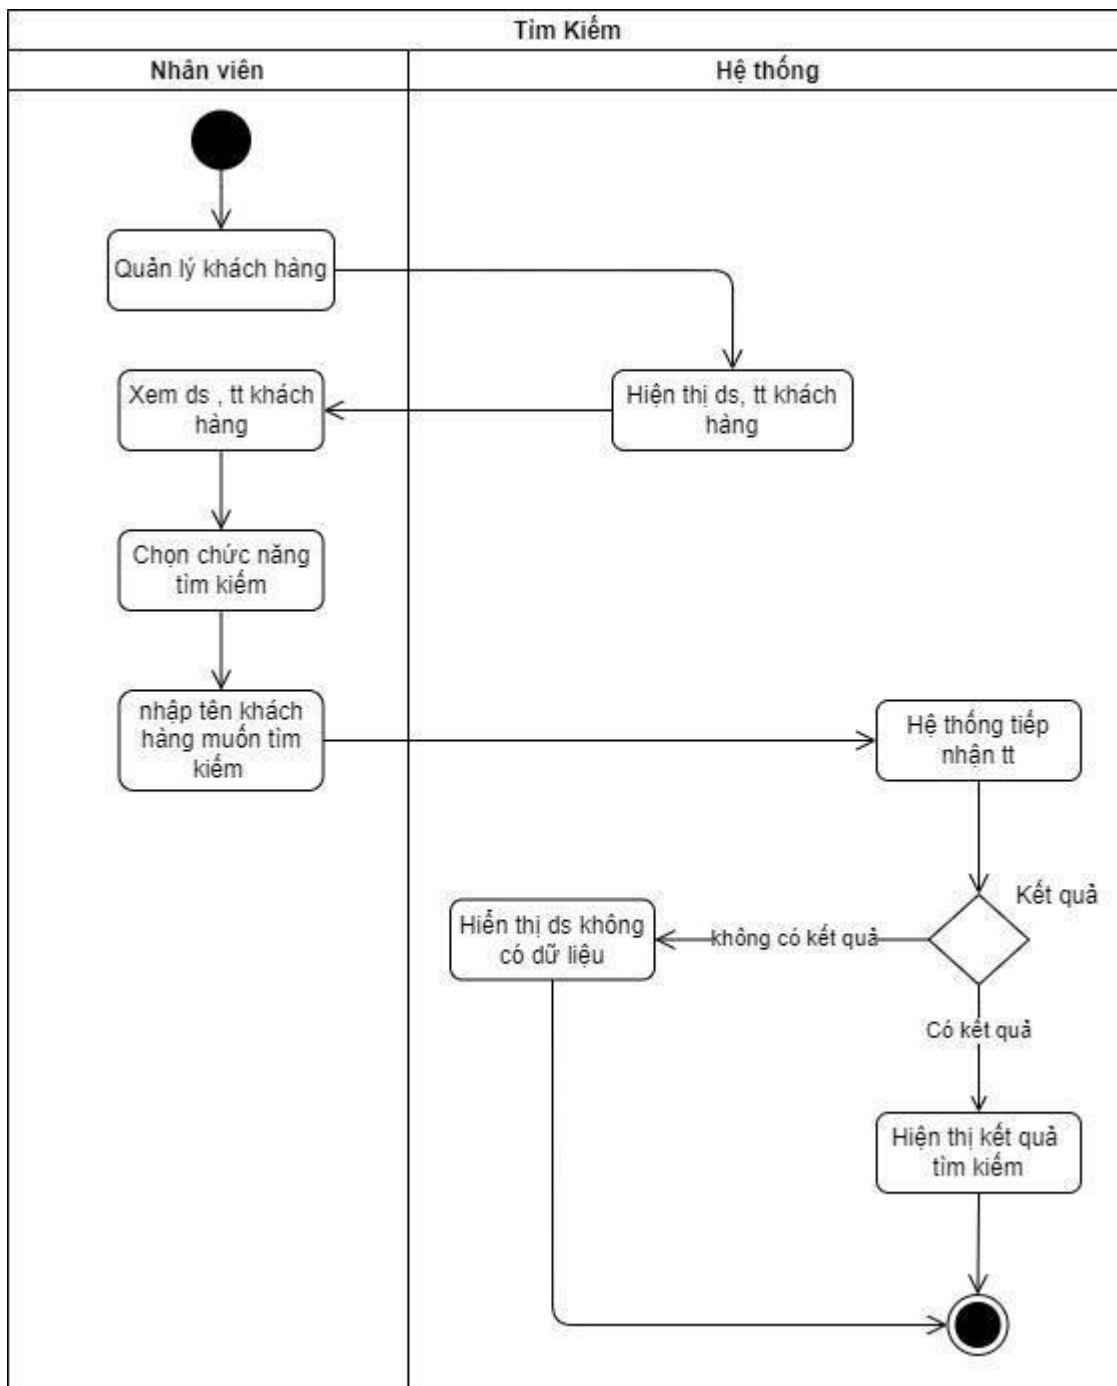 Tìm Kiếm
Nhân viên
Hệ thống
Quản lý khách hàng
Xem ds , tt khách
hàng
Hiện thị ds, tt khách
hàng
Chọn chức năng
tìm kiếm
nhập tên khách
hàng muốn tìm
kiếm
Hệ thống tiếp
nhận tt
Kết quả
không có kết quả
Hiển thị ds không
có dữ liệu
Có kết quả
Hiện thị kết quả
tìm kiếm